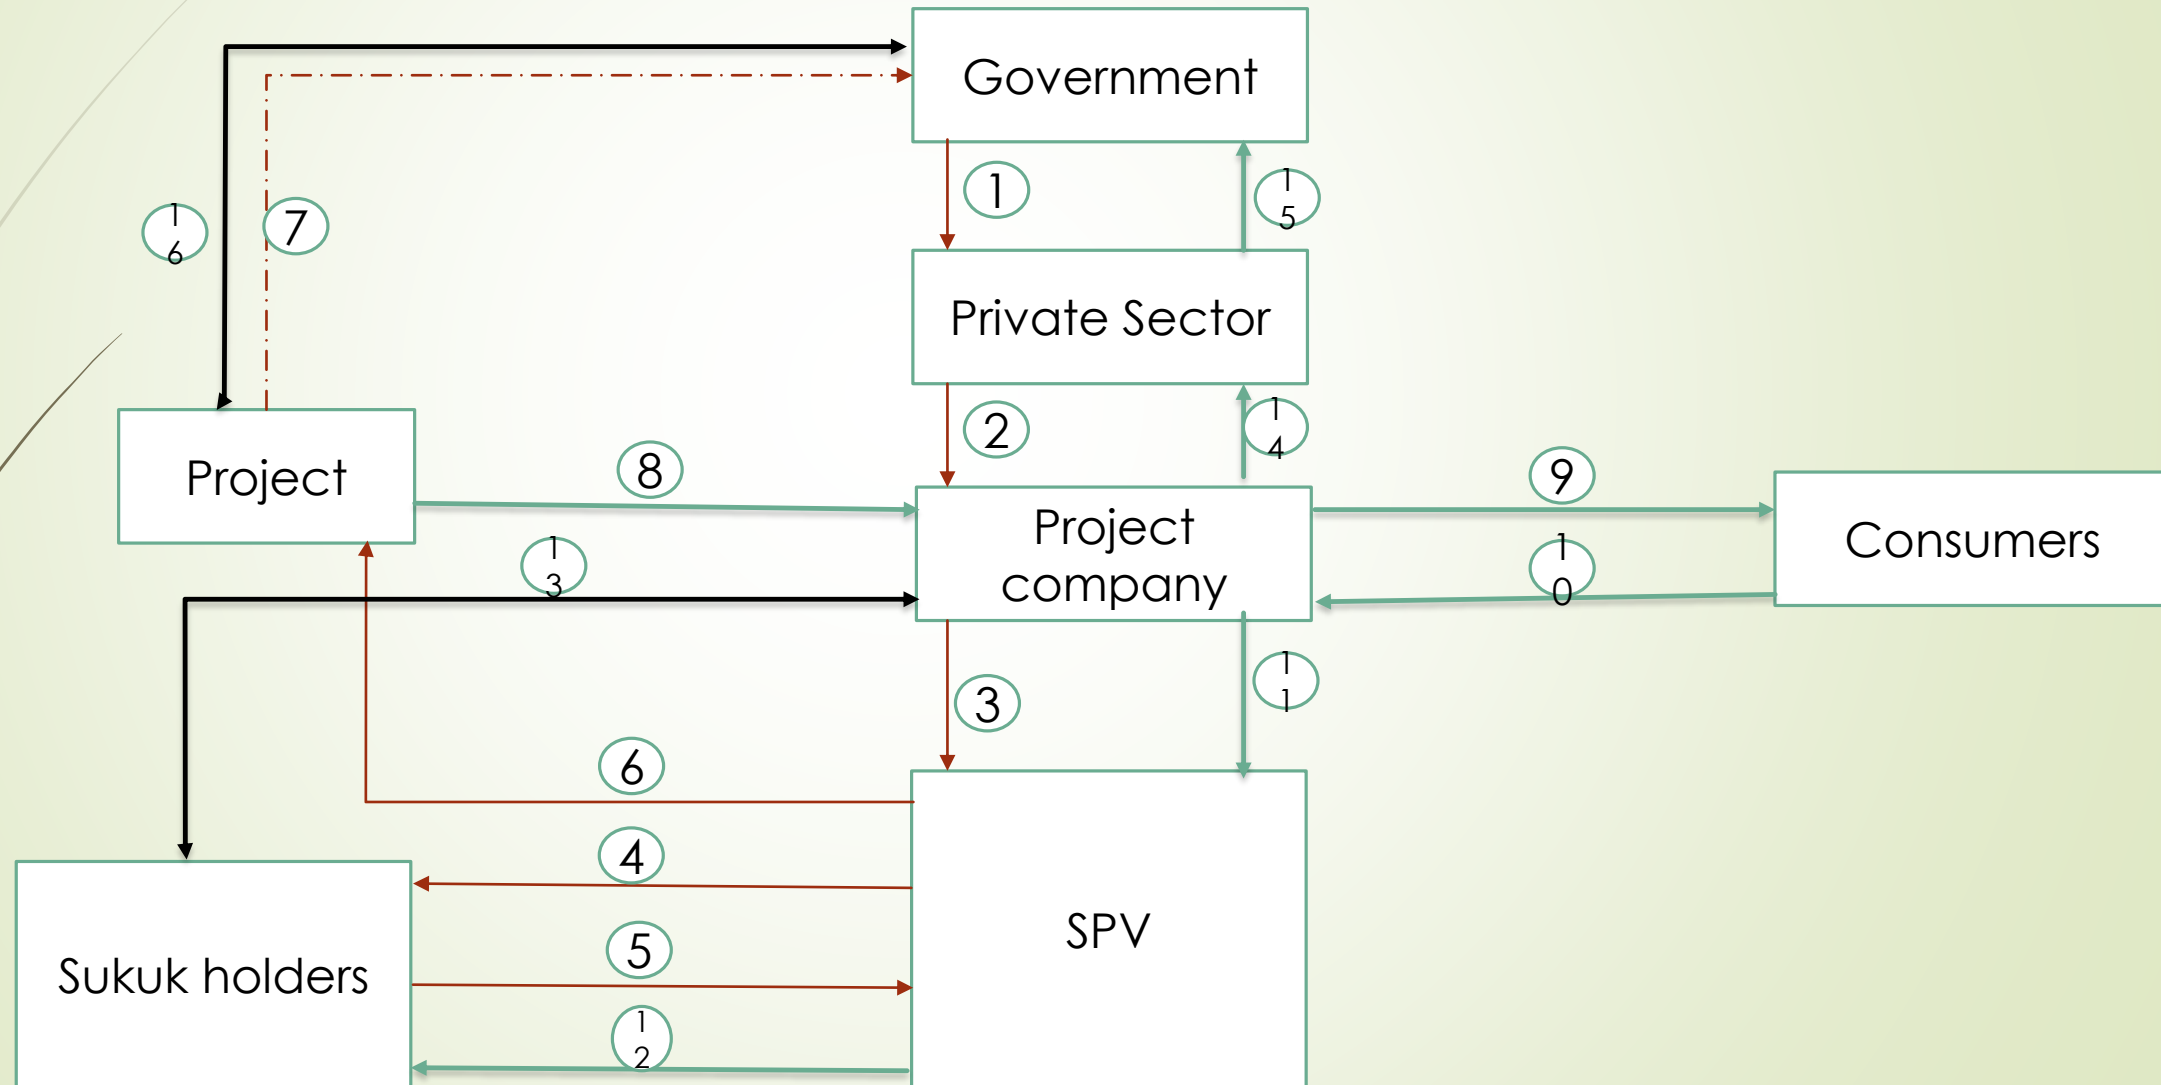 Government
1
15
16
7
Private Sector
2
14
Project
8
9
Project
company
Consumers
13
10
3
11
6
4
SPV
5
Sukuk holders
12